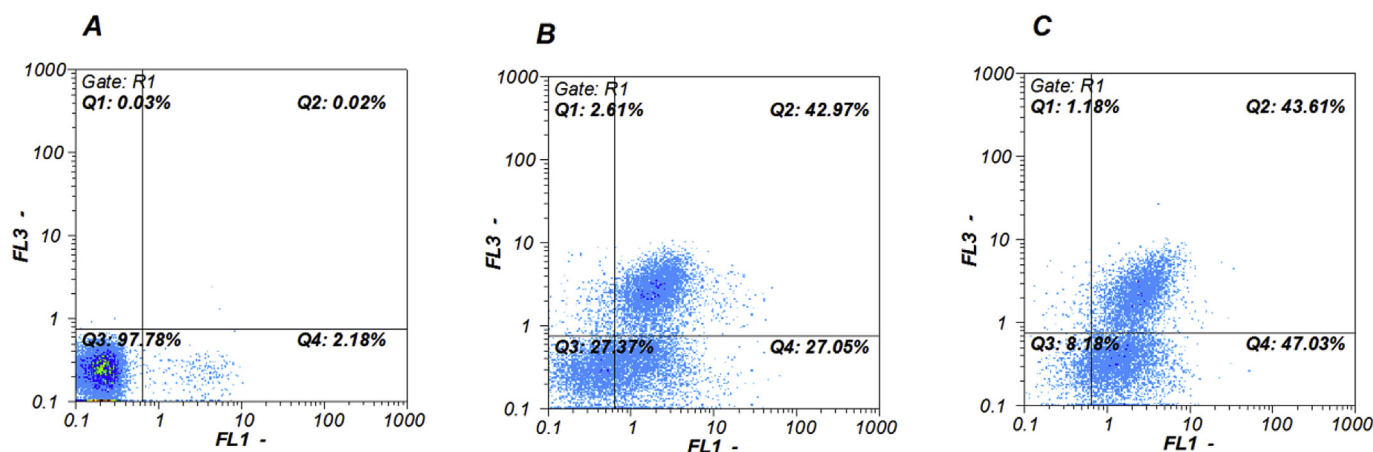 A
1000
Gate: R1
Q1: 0.03% Q2: 0.02%
100
FL3 -
10
1
Q3: 97.78% Q4: 2.18%
0.1
0.1 1 10 100 1000
FL1 -
B
1000
Gate: R1
Q1: 2.61% Q2: 42.97%
100
FL3 -
10
1
Q3: 27.37% Q4: 27.05%
0.1
0.1 1 10 100 1000
FL1 -
C
1000
Gate: R1
Q1: 1.18% Q2: 43.61%
100
FL3 -
10
1
Q3: 8.18% Q4: 47.03%
0.1
0.1 1 10 100 1000
FL1 -